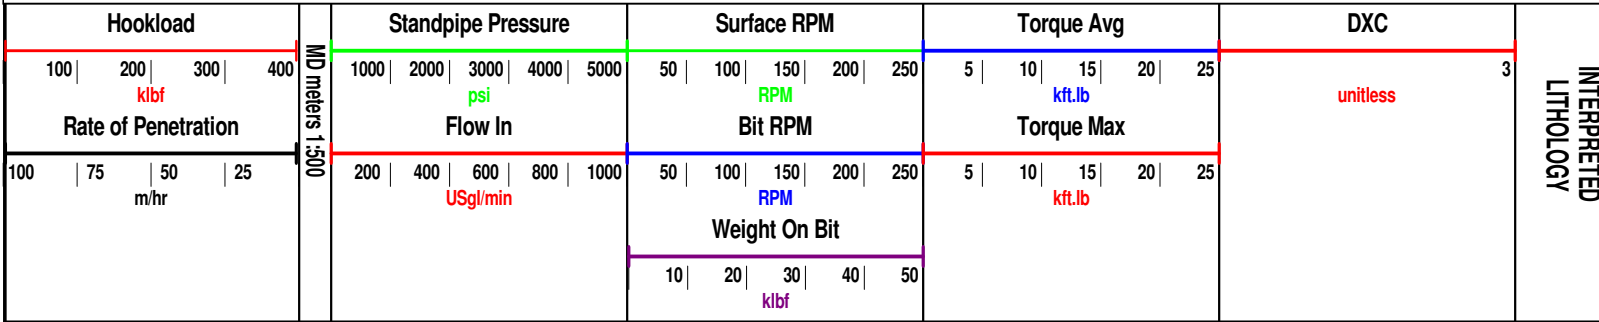 Hookload
100 200 300 400
klbf
Rate of Penetration
100 75 50 25
m/hr
MD meters 1:500
Standpipe Pressure
1000 2000 3000 4000 5000
psi
Flow In
200 400 600 800 1000
USgl/min
Surface RPM
50 100 150 200 250
RPM
Bit RPM
50 100 150 200 250
RPM
Weight On Bit
10 20 30 40 50
klbf
Torque Avg
5 10 15 20 25
kft.lb
Torque Max
5 10 15 20 25
kft.lb
DXC
3
unitless
INTERPRETED
LITHOLOGY